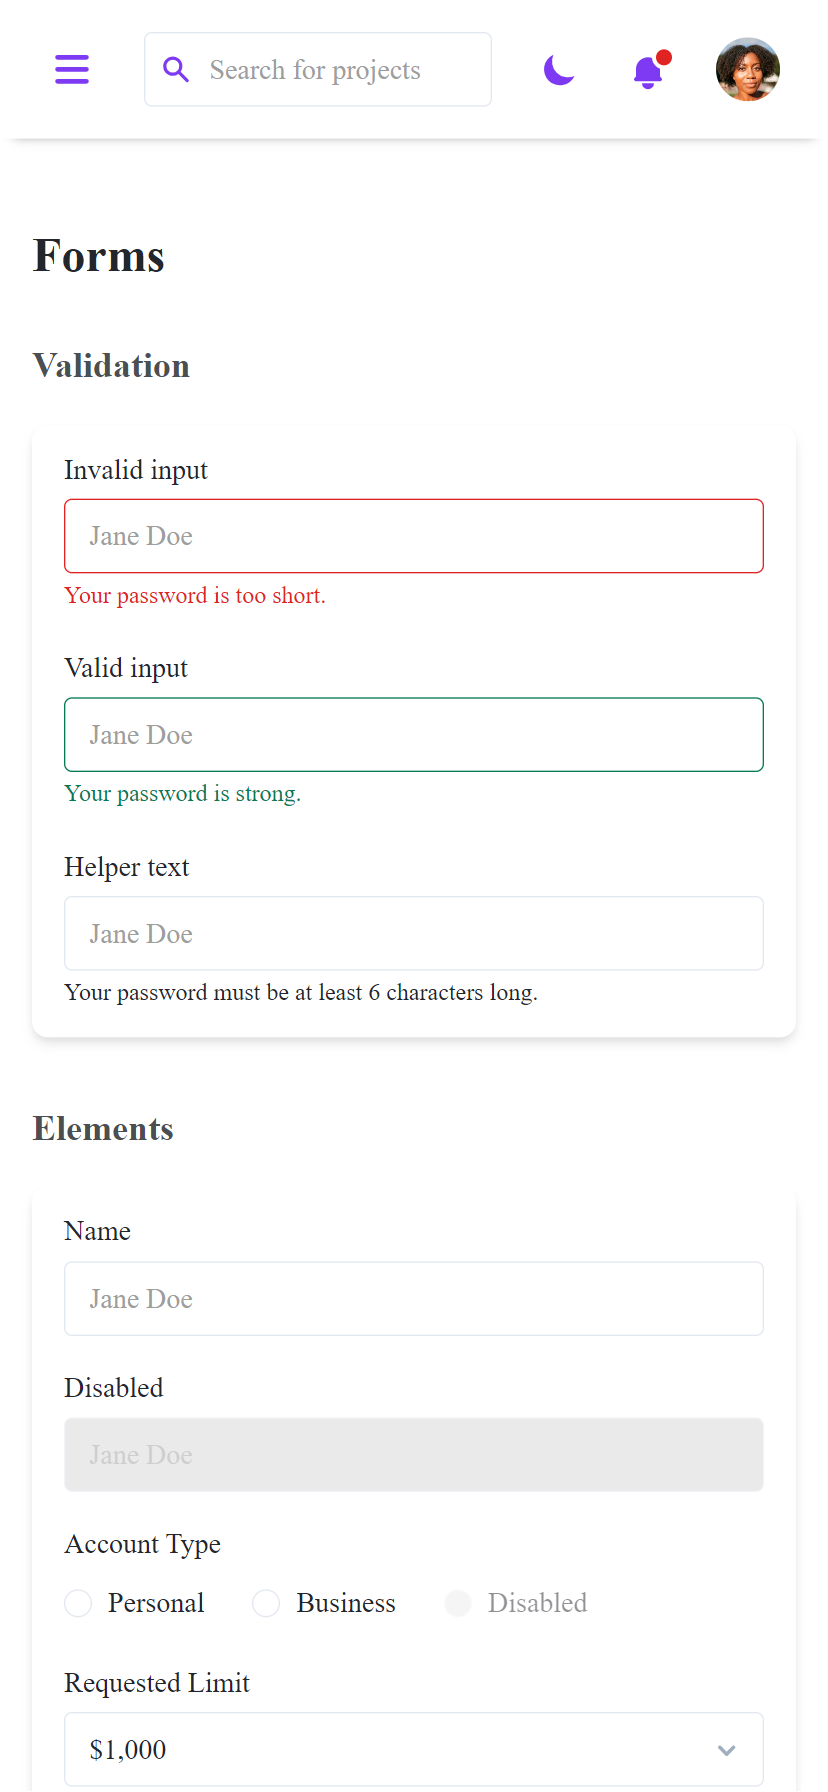 Search for projects
Forms
Validation
Invalid input
Jane Doe
Your password is too short.
Valid input
Jane Doe
Your password is strong.
Helper text
Jane Doe
Your password must be at least 6 characters long.
Elements
Name
Jane Doe
Disabled
Jane Doe
Account Type
Personal Business Disabled
Requested Limit
$1,000